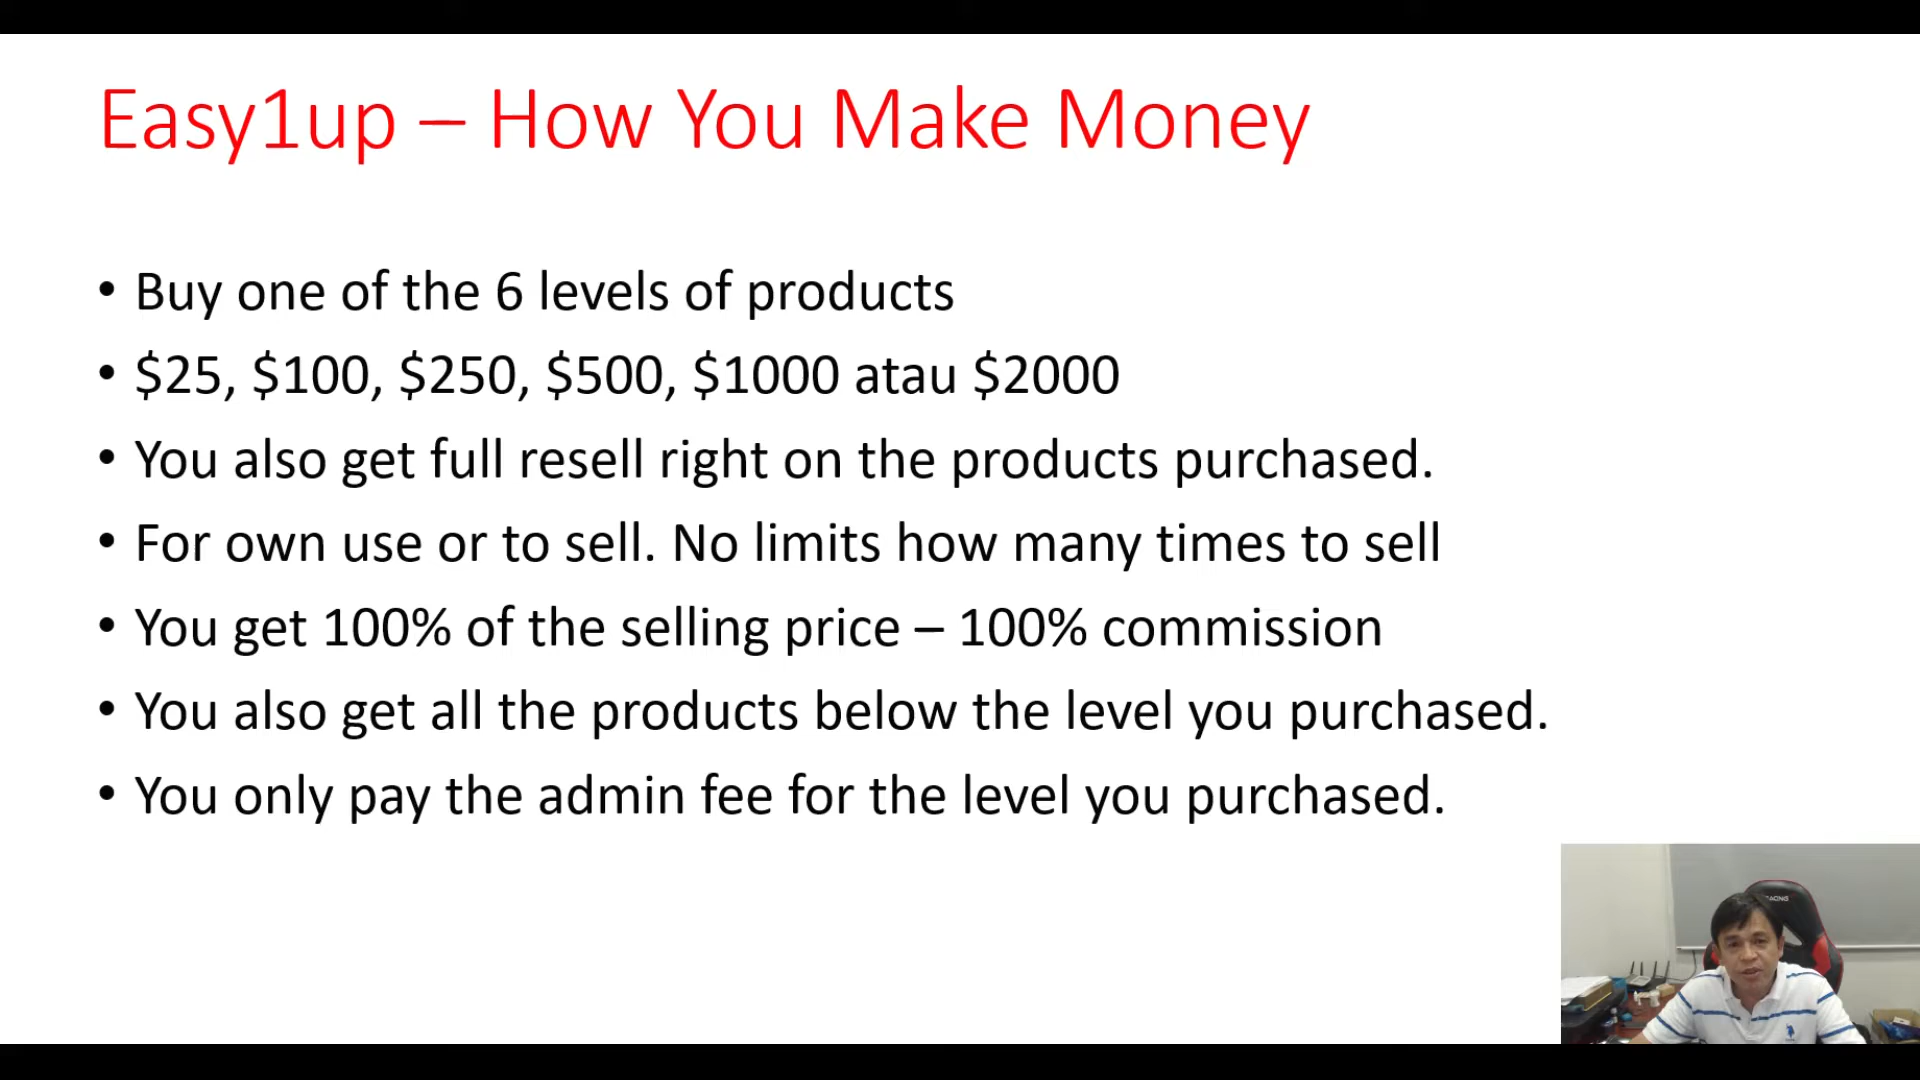 Easy1up – How You Make Money
• Buy one of the 6 levels of products
• $25, $100, $250, $500, $1000 atau $2000
• You also get full resell right on the products purchased.
• For own use or to sell. No limits how many times to sell
• You get 100% of the selling price – 100% commission
• You also get all the products below the level you purchased.
• You only pay the admin fee for the level you purchased.